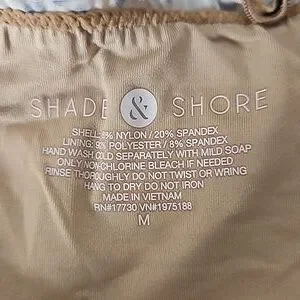 SHADE & SHORE
SHELL: 8% NYLON / 20% SPANDEX
LINING: 92% POLYESTER / 8% SPANDEX
HAND WASH COLD SEPARATELY WITH MILD SOAP
ONLY NON-CHLORINE BLEACH IF NEEDED
RINSE THOROUGHLY DO NOT TWIST OR WRING
HANG TO DRY DO NOT IRON
MADE IN VIETNAM
RN#17730 VN#1975188
M